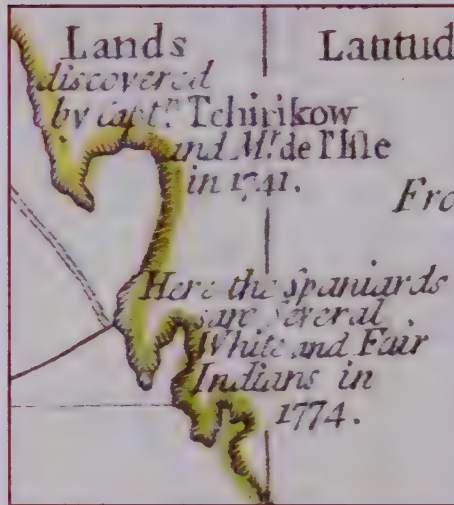 Lands
discovered
by capt.ⁿ Tchirikow
and M.ʳ de l'Isle
in 1741.
Latitud
Fro
Here the Spaniards
saw several
White and Fair
Indians in
1774.